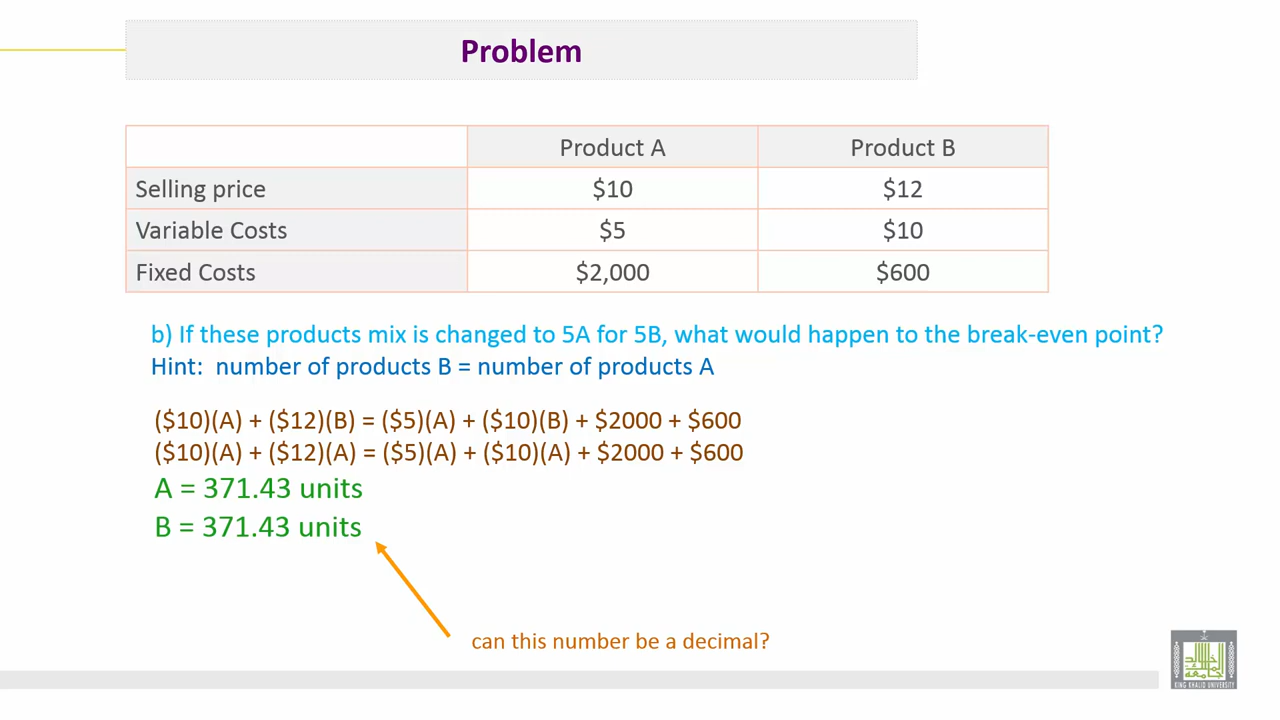 Problem
Product A Product B
Selling price $10 $12
Variable Costs $5 $10
Fixed Costs $2,000 $600
b) If these products mix is changed to 5A for 5B, what would happen to the break-even point?
Hint: number of products B = number of products A
($10)(A) + ($12)(B) = ($5)(A) + ($10)(B) + $2000 + $600
($10)(A) + ($12)(A) = ($5)(A) + ($10)(A) + $2000 + $600
A = 371.43 units
B = 371.43 units
can this number be a decimal?
KING KHALID UNIVERSITY